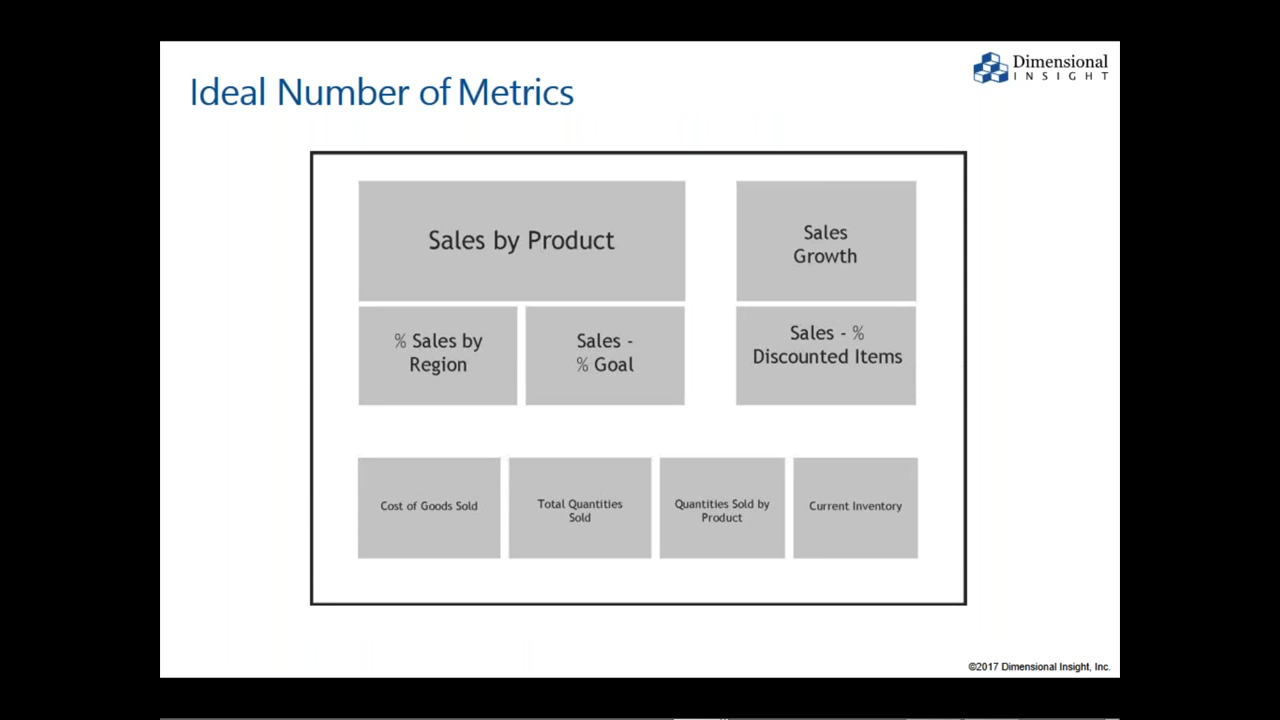 Ideal Number of Metrics
Dimensional
INSIGHT
Sales by Product
Sales
Growth
% Sales by
Region
Sales -
% Goal
Sales - %
Discounted Items
Cost of Goods Sold
Total Quantities
Sold
Quantities Sold by
Product
Current Inventory
©2017 Dimensional Insight, Inc.